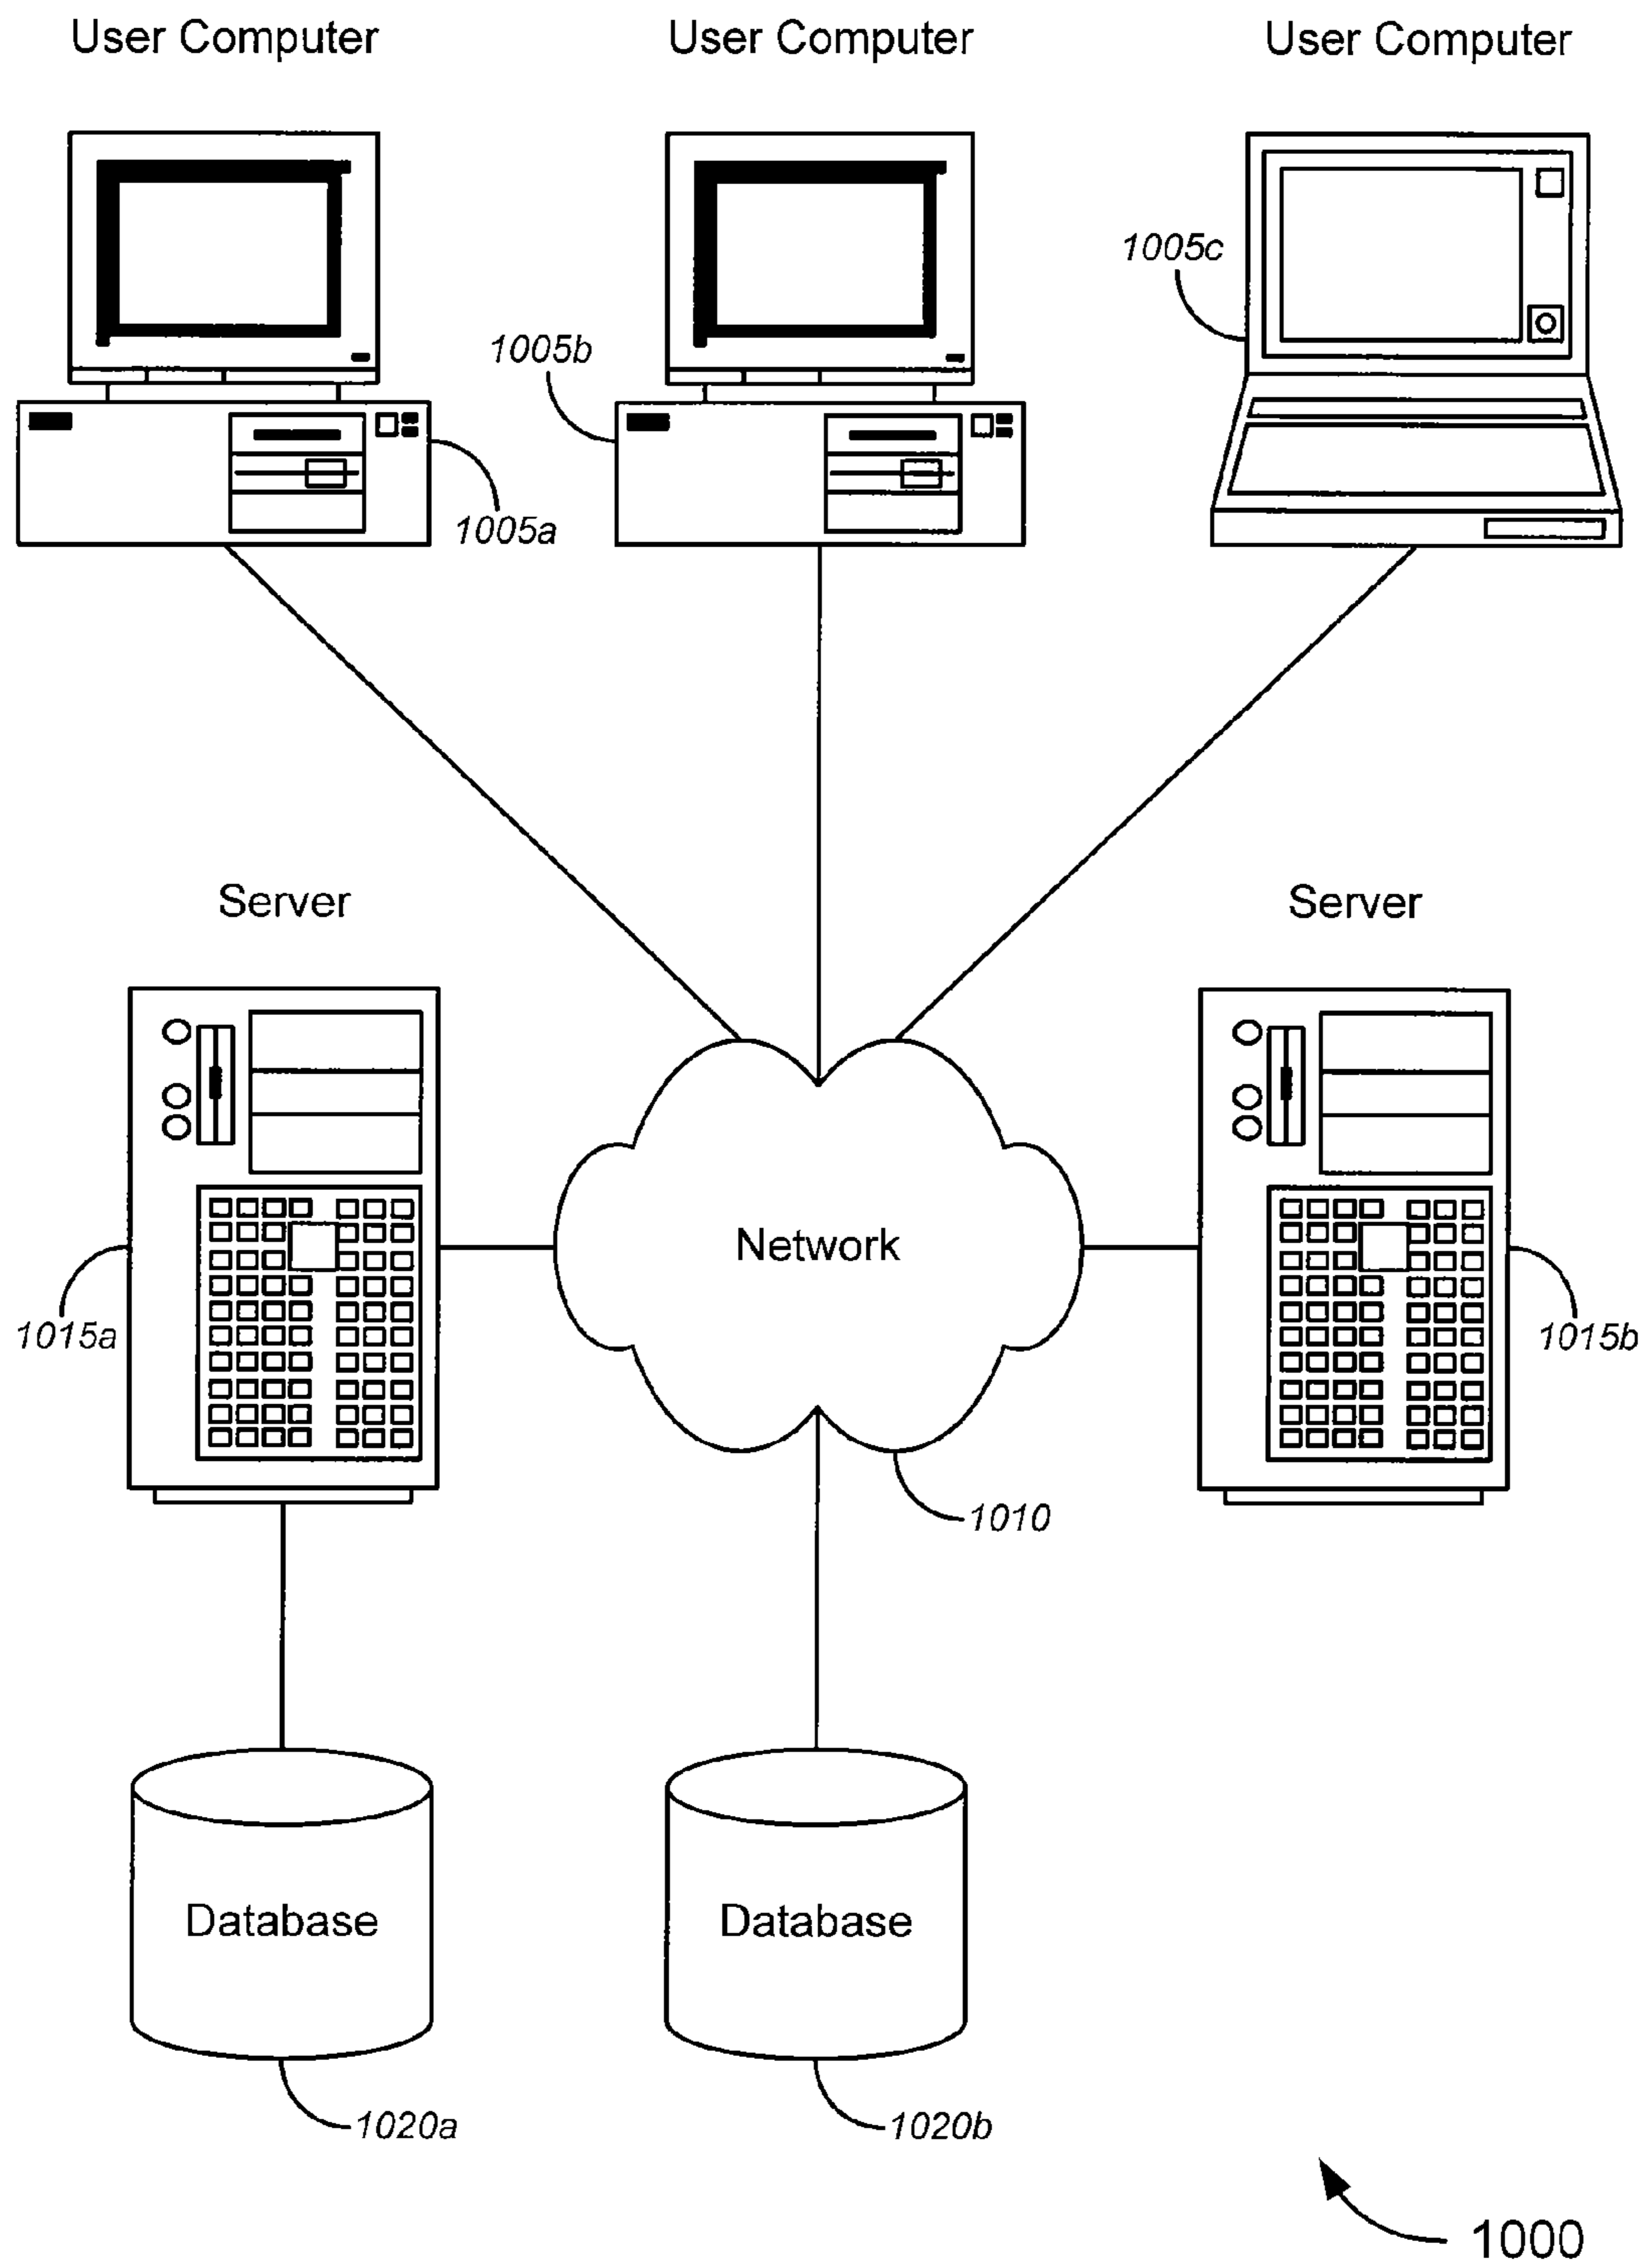 User Computer
User Computer
User Computer
1005c
1005b
1005a
Server
Server
Network
1015a
1015b
1010
Database
Database
1020a
1020b
1000